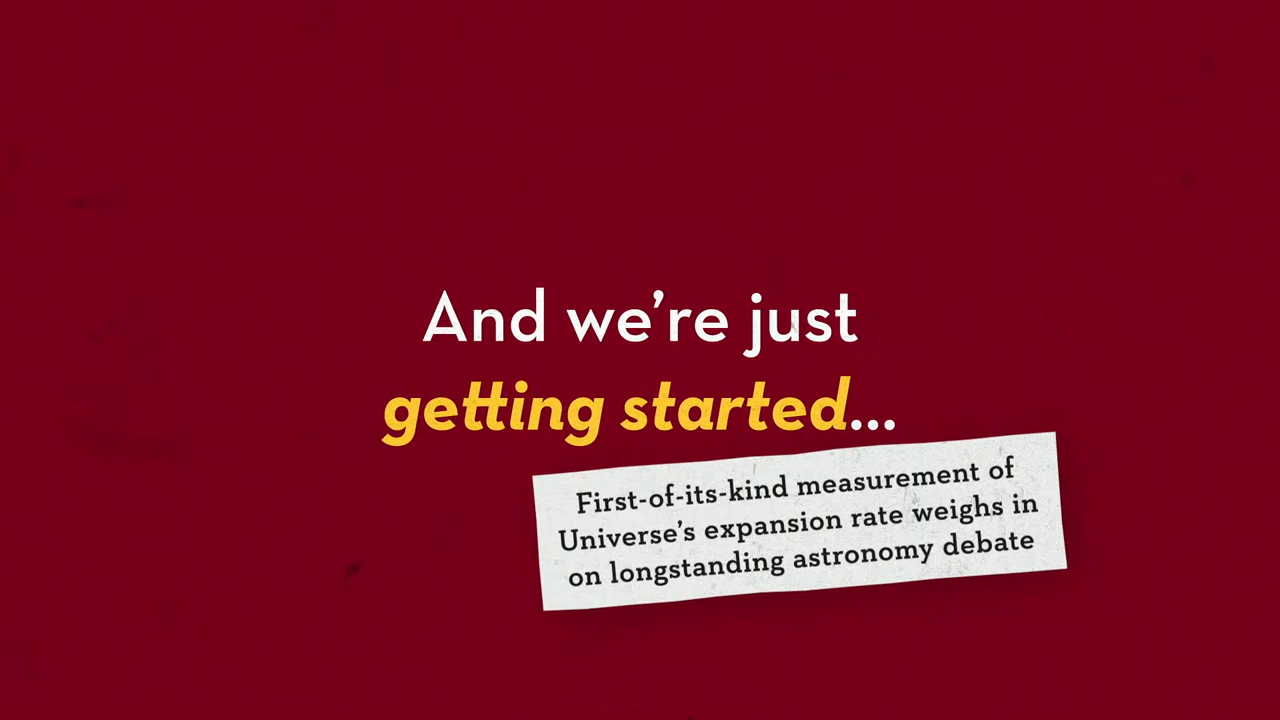 And we’re just
getting started...
First-of-its-kind measurement of
Universe’s expansion rate weighs in
on longstanding astronomy debate